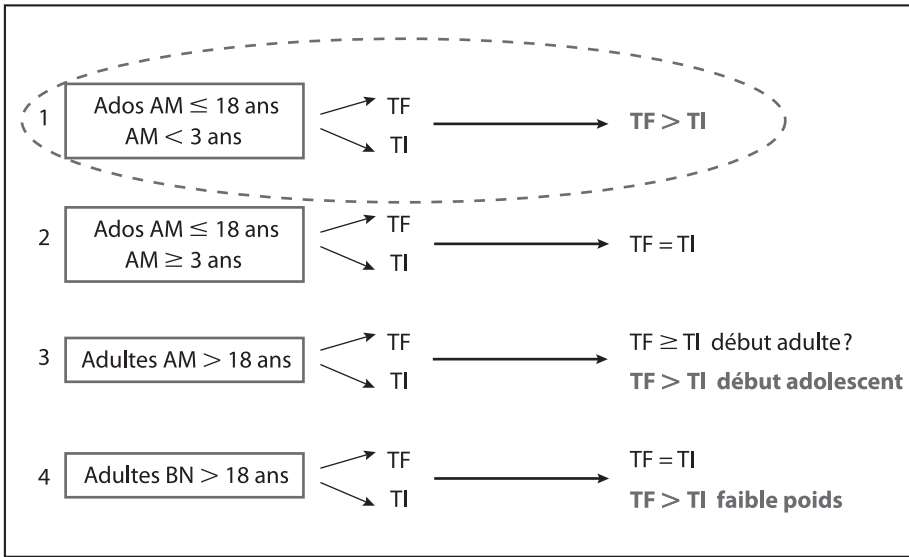 1
Ados AM ≤ 18 ans
AM < 3 ans
TF
TI
TF > TI
2
Ados AM ≤ 18 ans
AM ≥ 3 ans
TF
TI
TF = TI
3
Adultes AM > 18 ans
TF
TI
TF ≥ TI début adulte?
TF > TI début adolescent
4
Adultes BN > 18 ans
TF
TI
TF = TI
TF > TI faible poids